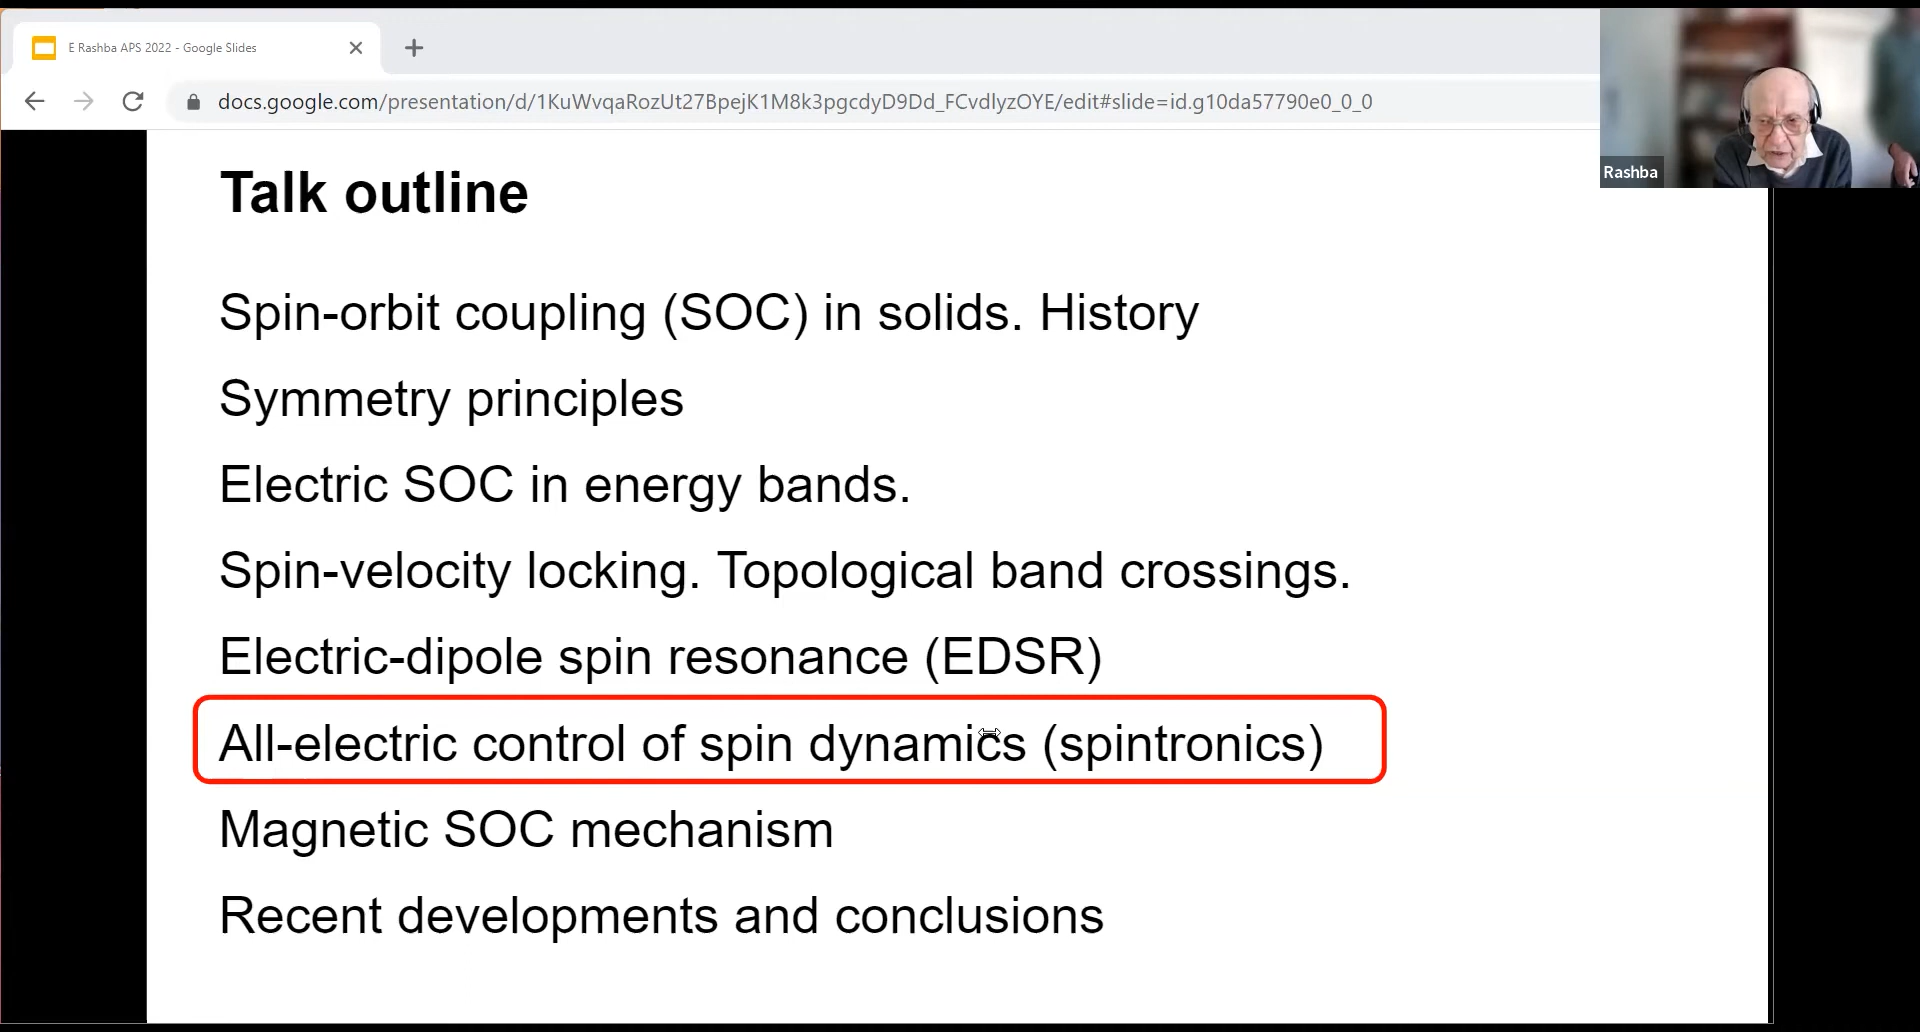 E Rashba APS 2022 - Google Slides
docs.google.com/presentation/d/1KuWvqaRozUt27BpejK1M8k3pgcdyD9Dd_FCvdlyzOYE/edit#slide=id.g10da57790e0_0_0
Rashba
Talk outline
Spin-orbit coupling (SOC) in solids. History
Symmetry principles
Electric SOC in energy bands.
Spin-velocity locking. Topological band crossings.
Electric-dipole spin resonance (EDSR)
All-electric control of spin dynamics (spintronics)
Magnetic SOC mechanism
Recent developments and conclusions